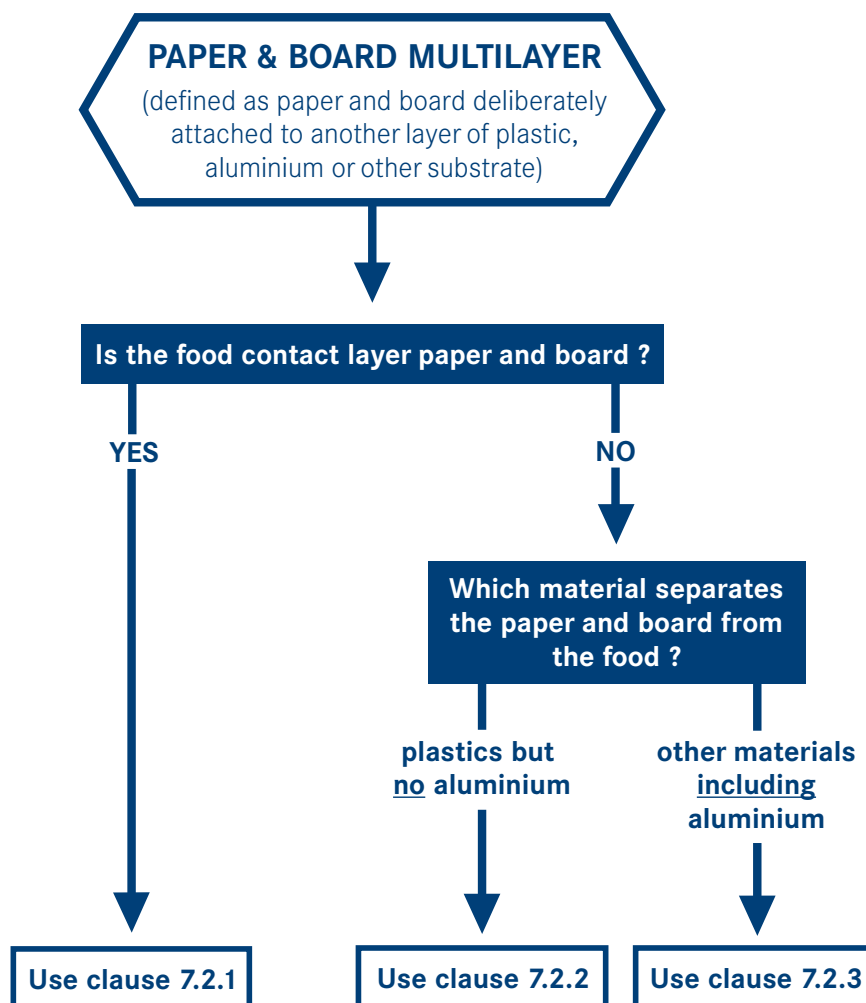 PAPER & BOARD MULTILAYER
(defined as paper and board deliberately
attached to another layer of plastic,
aluminium or other substrate)
Is the food contact layer paper and board ?
YES
NO
Which material separates
the paper and board from
the food ?
plastics but
no aluminium
other materials
including
aluminium
Use clause 7.2.1
Use clause 7.2.2
Use clause 7.2.3